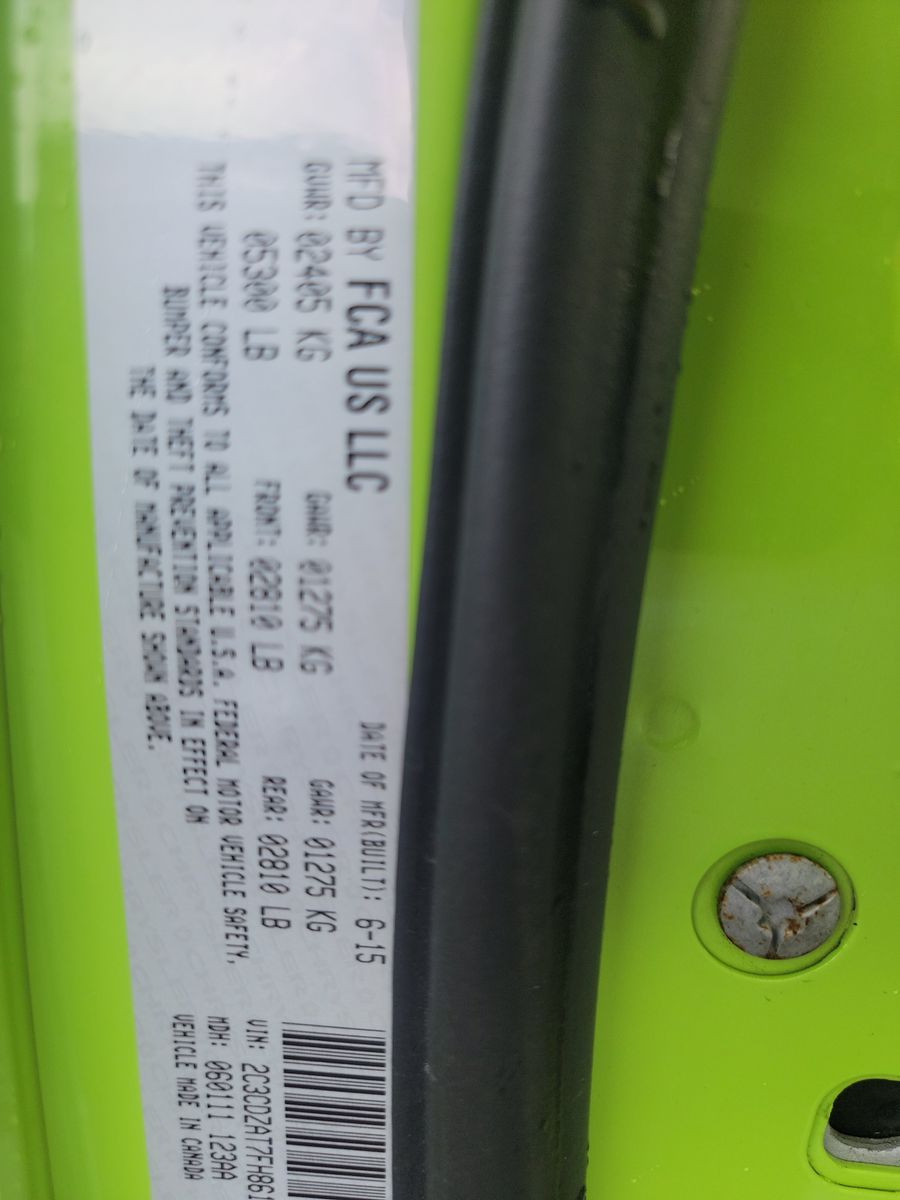 MFD BY FCA US LLC
DATE OF MFR(BUILT): 6-15
GVWR: 02405 KG
GAWR: 01275 KG
GAWR: 01275 KG
05300 LB
FRONT: 02810 LB
REAR: 02810 LB
THIS VEHICLE CONFORMS TO ALL APPLICABLE U.S.A. FEDERAL MOTOR VEHICLE SAFETY,
BUMPER AND THEFT PREVENTION STANDARDS IN EFFECT ON
THE DATE OF MANUFACTURE SHOWN ABOVE.
VIN: 2C3CDZAT7FH861
MDH: 060111 123AA
VEHICLE MADE IN CANADA